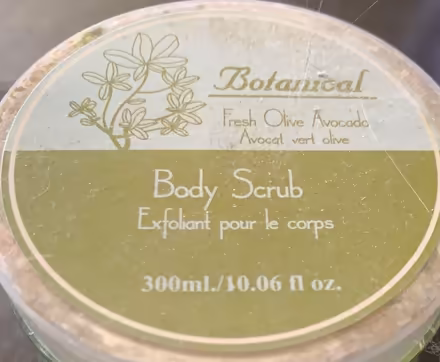 Botanical
Fresh Olive Avocado
Avocat vert olive
Body Scrub
Exfoliant pour le corps
300ml./10.06 fl oz.